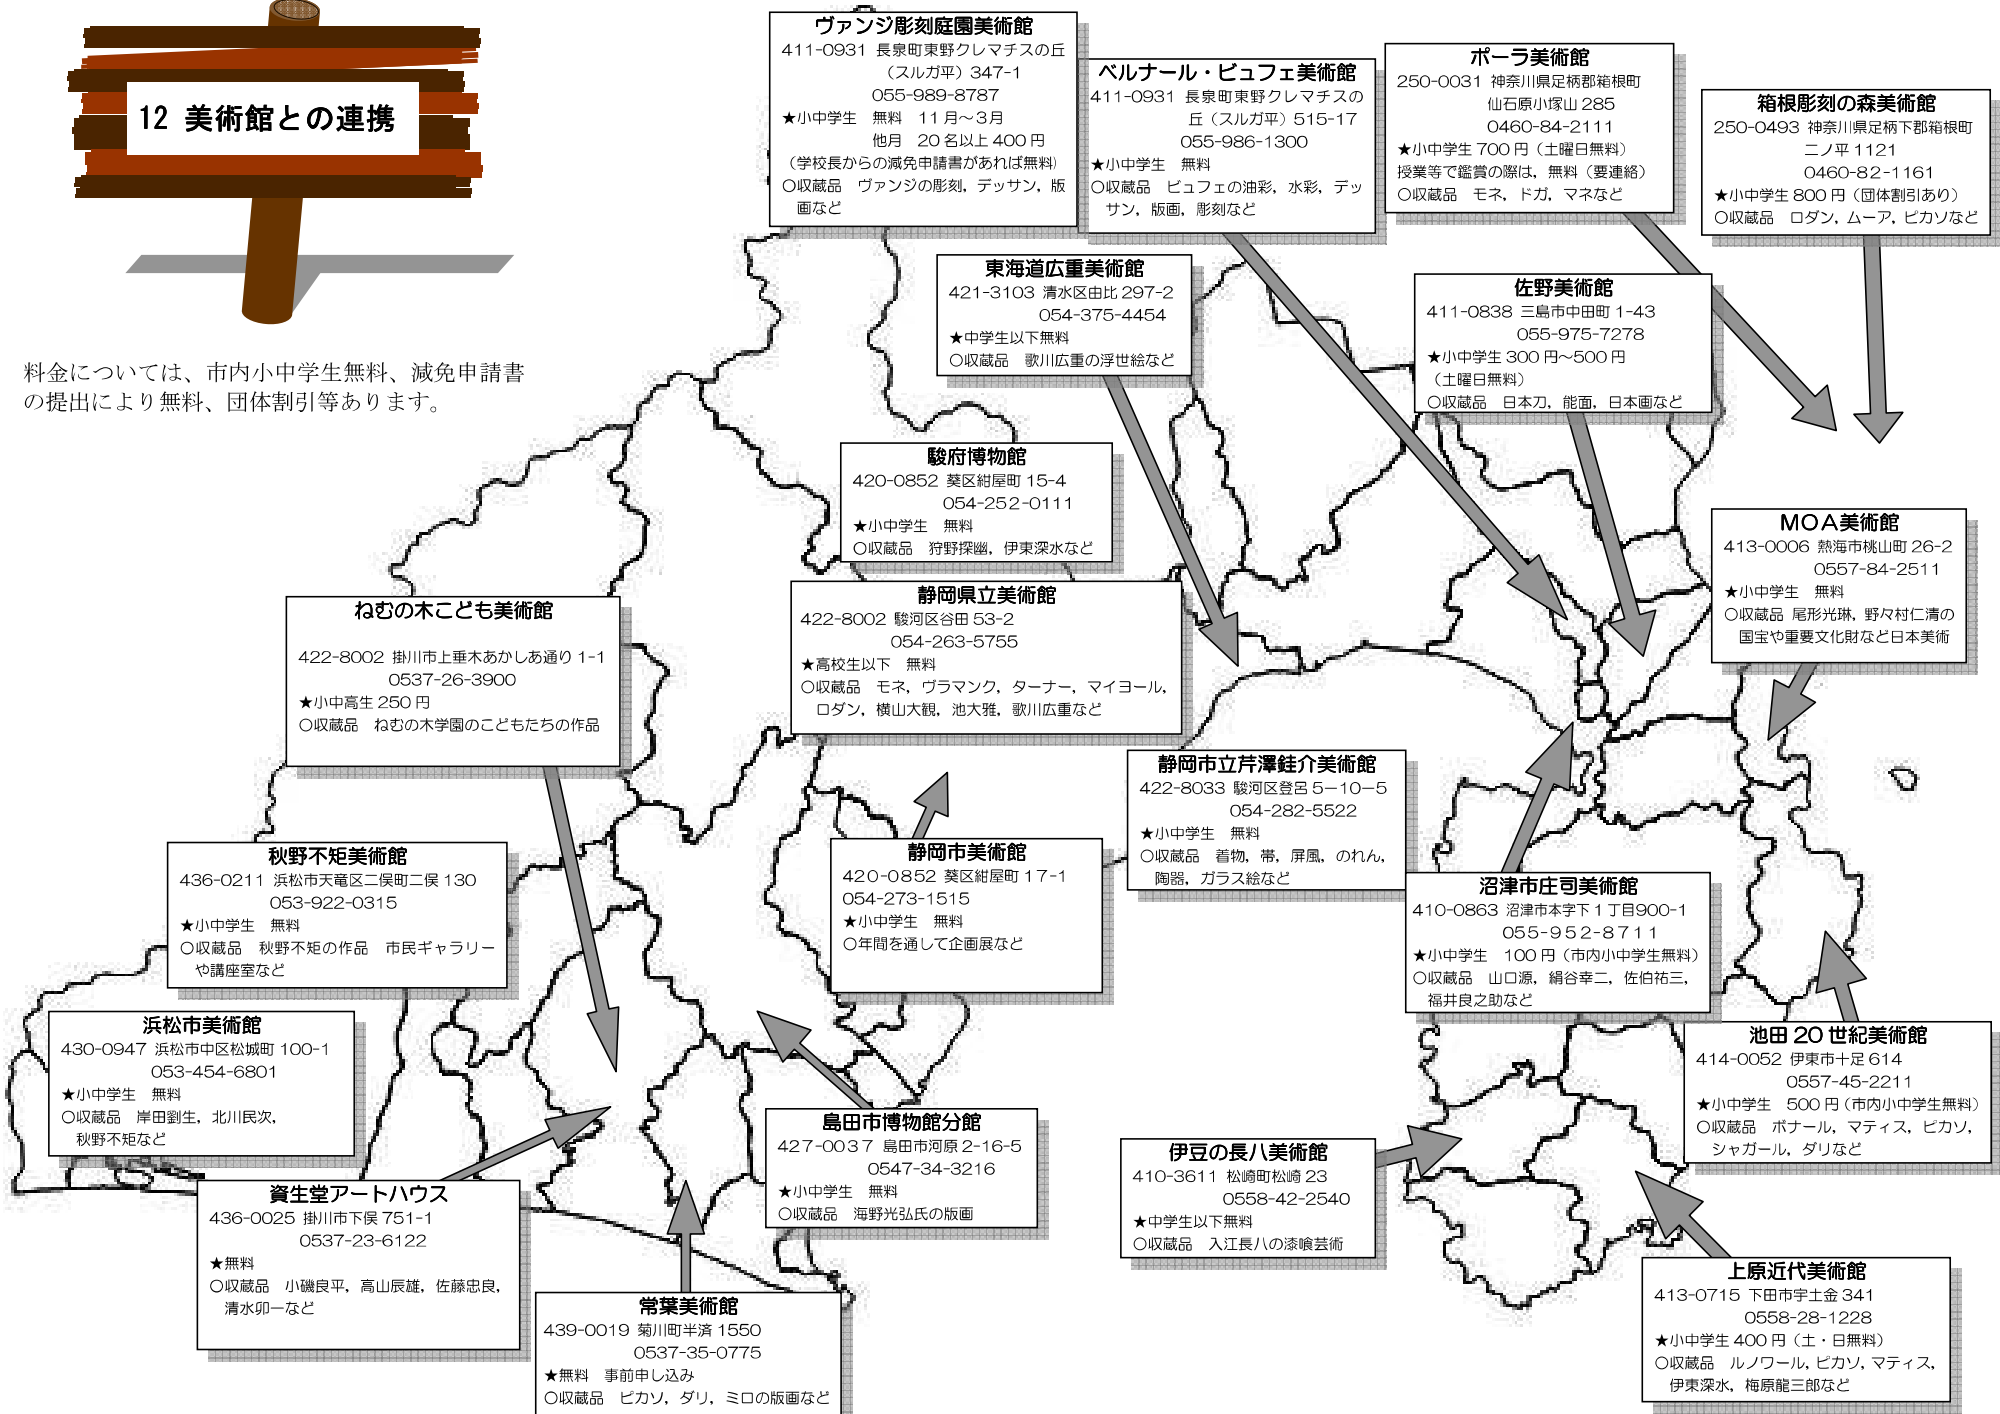 12 美術館との連携
料金については、市内小中学生無料、減免申請書
の提出により無料、団体割引等あります。
ヴァンジ彫刻庭園美術館
411-0931 長泉町東野クレマチスの丘
（スルガ平）347-1
055-989-8787
★小中学生　無料　11月～3月
他月　20名以上400円
（学校長からの減免申請書があれば無料）
○収蔵品　ヴァンジの彫刻，デッサン，版
画など
ベルナール・ビュフェ美術館
411-0931 長泉町東野クレマチスの
丘（スルガ平）515-17
055-986-1300
★小中学生　無料
○収蔵品　ビュフェの油彩，水彩，デッ
サン，版画，彫刻など
ポーラ美術館
250-0031 神奈川県足柄郡箱根町
仙石原小塚山 285
0460-84-2111
★小中学生700円（土曜日無料）
授業等で鑑賞の際は，無料（要連絡）
○収蔵品　モネ，ドガ，マネなど
箱根彫刻の森美術館
250-0493 神奈川県足柄下郡箱根町
二ノ平1121
0460-82-1161
★小中学生800円（団体割引あり）
○収蔵品　ロダン，ムーア，ピカソなど
東海道広重美術館
421-3103 清水区由比297-2
054-375-4454
★中学生以下無料
○収蔵品　歌川広重の浮世絵など
佐野美術館
411-0838 三島市中田町1-43
055-975-7278
★小中学生300円～500円
（土曜日無料）
○収蔵品　日本刀，能面，日本画など
駿府博物館
420-0852 葵区紺屋町15-4
054-252-0111
★小中学生　無料
○収蔵品　狩野探幽，伊東深水など
MOA美術館
413-0006 熱海市桃山町26-2
0557-84-2511
★小中学生　無料
○収蔵品 尾形光琳，野々村仁清の
国宝や重要文化財など日本美術
ねむの木こども美術館
422-8002 掛川市上垂木あかしあ通り1-1
0537-26-3900
★小中高生250円
○収蔵品　ねむの木学園のこどもたちの作品
静岡県立美術館
422-8002 駿河区谷田53-2
054-263-5755
★高校生以下　無料
○収蔵品　モネ，ヴラマンク，ターナー，マイヨール，
ロダン，横山大観，池大雅，歌川広重など
静岡市立芹澤銈介美術館
422-8033 駿河区登呂5－10－5
054-282-5522
★小中学生　無料
○収蔵品　着物，帯，屏風，のれん，
陶器，ガラス絵など
秋野不矩美術館
436-0211 浜松市天竜区二俣町二俣130
053-922-0315
★小中学生　無料
○収蔵品　秋野不矩の作品　市民ギャラリー
や講座室など
静岡市美術館
420-0852 葵区紺屋町17-1
054-273-1515
★小中学生　無料
○年間を通して企画展など
沼津市庄司美術館
410-0863 沼津市本字下1丁目900-1
055-952-8711
★小中学生　100円（市内小中学生無料）
○収蔵品　山口源，絹谷幸二，佐伯祐三，
福井良之助など
浜松市美術館
430-0947 浜松市中区松城町100-1
053-454-6801
★小中学生　無料
○収蔵品　岸田劉生，北川民次，
秋野不矩など
池田20世紀美術館
414-0052 伊東市十足614
0557-45-2211
★小中学生　500円（市内小中学生無料）
○収蔵品　ボナール，マティス，ピカソ，
シャガール，ダリなど
島田市博物館分館
427-0037 島田市河原2-16-5
0547-34-3216
★小中学生　無料
○収蔵品　海野光弘氏の版画
伊豆の長八美術館
410-3611 松崎町松崎23
0558-42-2540
★中学生以下無料
○収蔵品　入江長八の漆喰芸術
資生堂アートハウス
436-0025 掛川市下俣751-1
0537-23-6122
★無料
○収蔵品　小磯良平，高山辰雄，佐藤忠良，
清水卯一など
上原近代美術館
413-0715 下田市宇土金341
0558-28-1228
★小中学生400円（土・日無料）
○収蔵品　ルノワール，ピカソ，マティス，
伊東深水，梅原龍三郎など
常葉美術館
439-0019 菊川町半済1550
0537-35-0775
★無料　事前申し込み
○収蔵品　ピカソ，ダリ，ミロの版画など